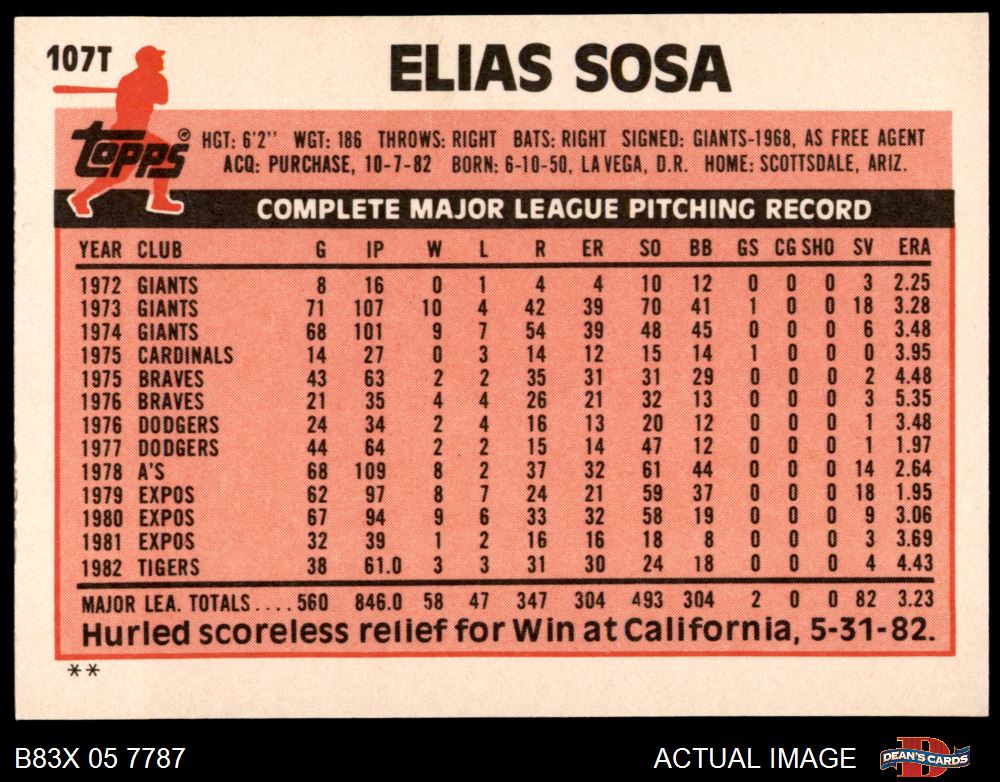 107T
ELIAS SOSA
topps®
HGT: 6'2" WGT: 186 THROWS: RIGHT BATS: RIGHT SIGNED: GIANTS-1968, AS FREE AGENT
ACQ: PURCHASE, 10-7-82 BORN: 6-10-50, LA VEGA, D.R. HOME: SCOTTSDALE, ARIZ.
COMPLETE MAJOR LEAGUE PITCHING RECORD
YEAR CLUB G IP W L R ER SO BB GS CG SHO SV ERA
1972 GIANTS 8 16 0 1 4 4 10 12 0 0 0 3 2.25
1973 GIANTS 71 107 10 4 42 39 70 41 1 0 0 18 3.28
1974 GIANTS 68 101 9 7 54 39 48 45 0 0 0 6 3.48
1975 CARDINALS 14 27 0 3 14 12 15 14 1 0 0 0 3.95
1975 BRAVES 43 63 2 2 35 31 31 29 0 0 0 2 4.48
1976 BRAVES 21 35 4 4 26 21 32 13 0 0 0 3 5.35
1976 DODGERS 24 34 2 4 16 13 20 12 0 0 0 1 3.48
1977 DODGERS 44 64 2 2 15 14 47 12 0 0 0 1 1.97
1978 A'S 68 109 8 2 37 32 61 44 0 0 0 14 2.64
1979 EXPOS 62 97 8 7 24 21 59 37 0 0 0 18 1.95
1980 EXPOS 67 94 9 6 33 32 58 19 0 0 0 9 3.06
1981 EXPOS 32 39 1 2 16 16 18 8 0 0 0 3 3.69
1982 TIGERS 38 61.0 3 3 31 30 24 18 0 0 0 4 4.43
MAJOR LEA. TOTALS....560 846.0 58 47 347 304 493 304 2 0 0 82 3.23
Hurled scoreless relief for Win at California, 5-31-82.
**
B83X 05 7787 ACTUAL IMAGE DEAN'S CARDS